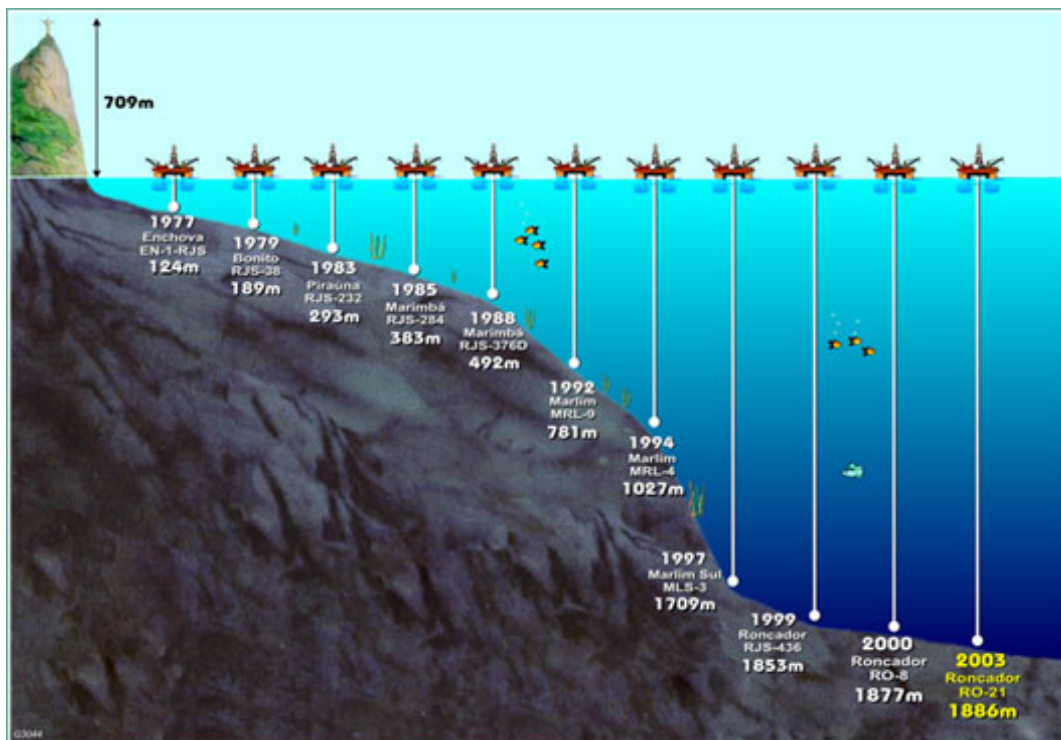 709m
1977
Enchova
EN-1-RJS
124m
1979
Bonito
RJS-38
189m
1983
Piraúna
RJS-232
293m
1985
Marimbá
RJS-284
383m
1988
Marimbá
RJS-376D
492m
1992
Marlim
MRL-9
781m
1994
Marlim
MRL-4
1027m
1997
Marlim Sul
MLS-3
1709m
1999
Roncador
RJS-436
1853m
2000
Roncador
RO-8
1877m
2003
Roncador
RO-21
1886m
G3044